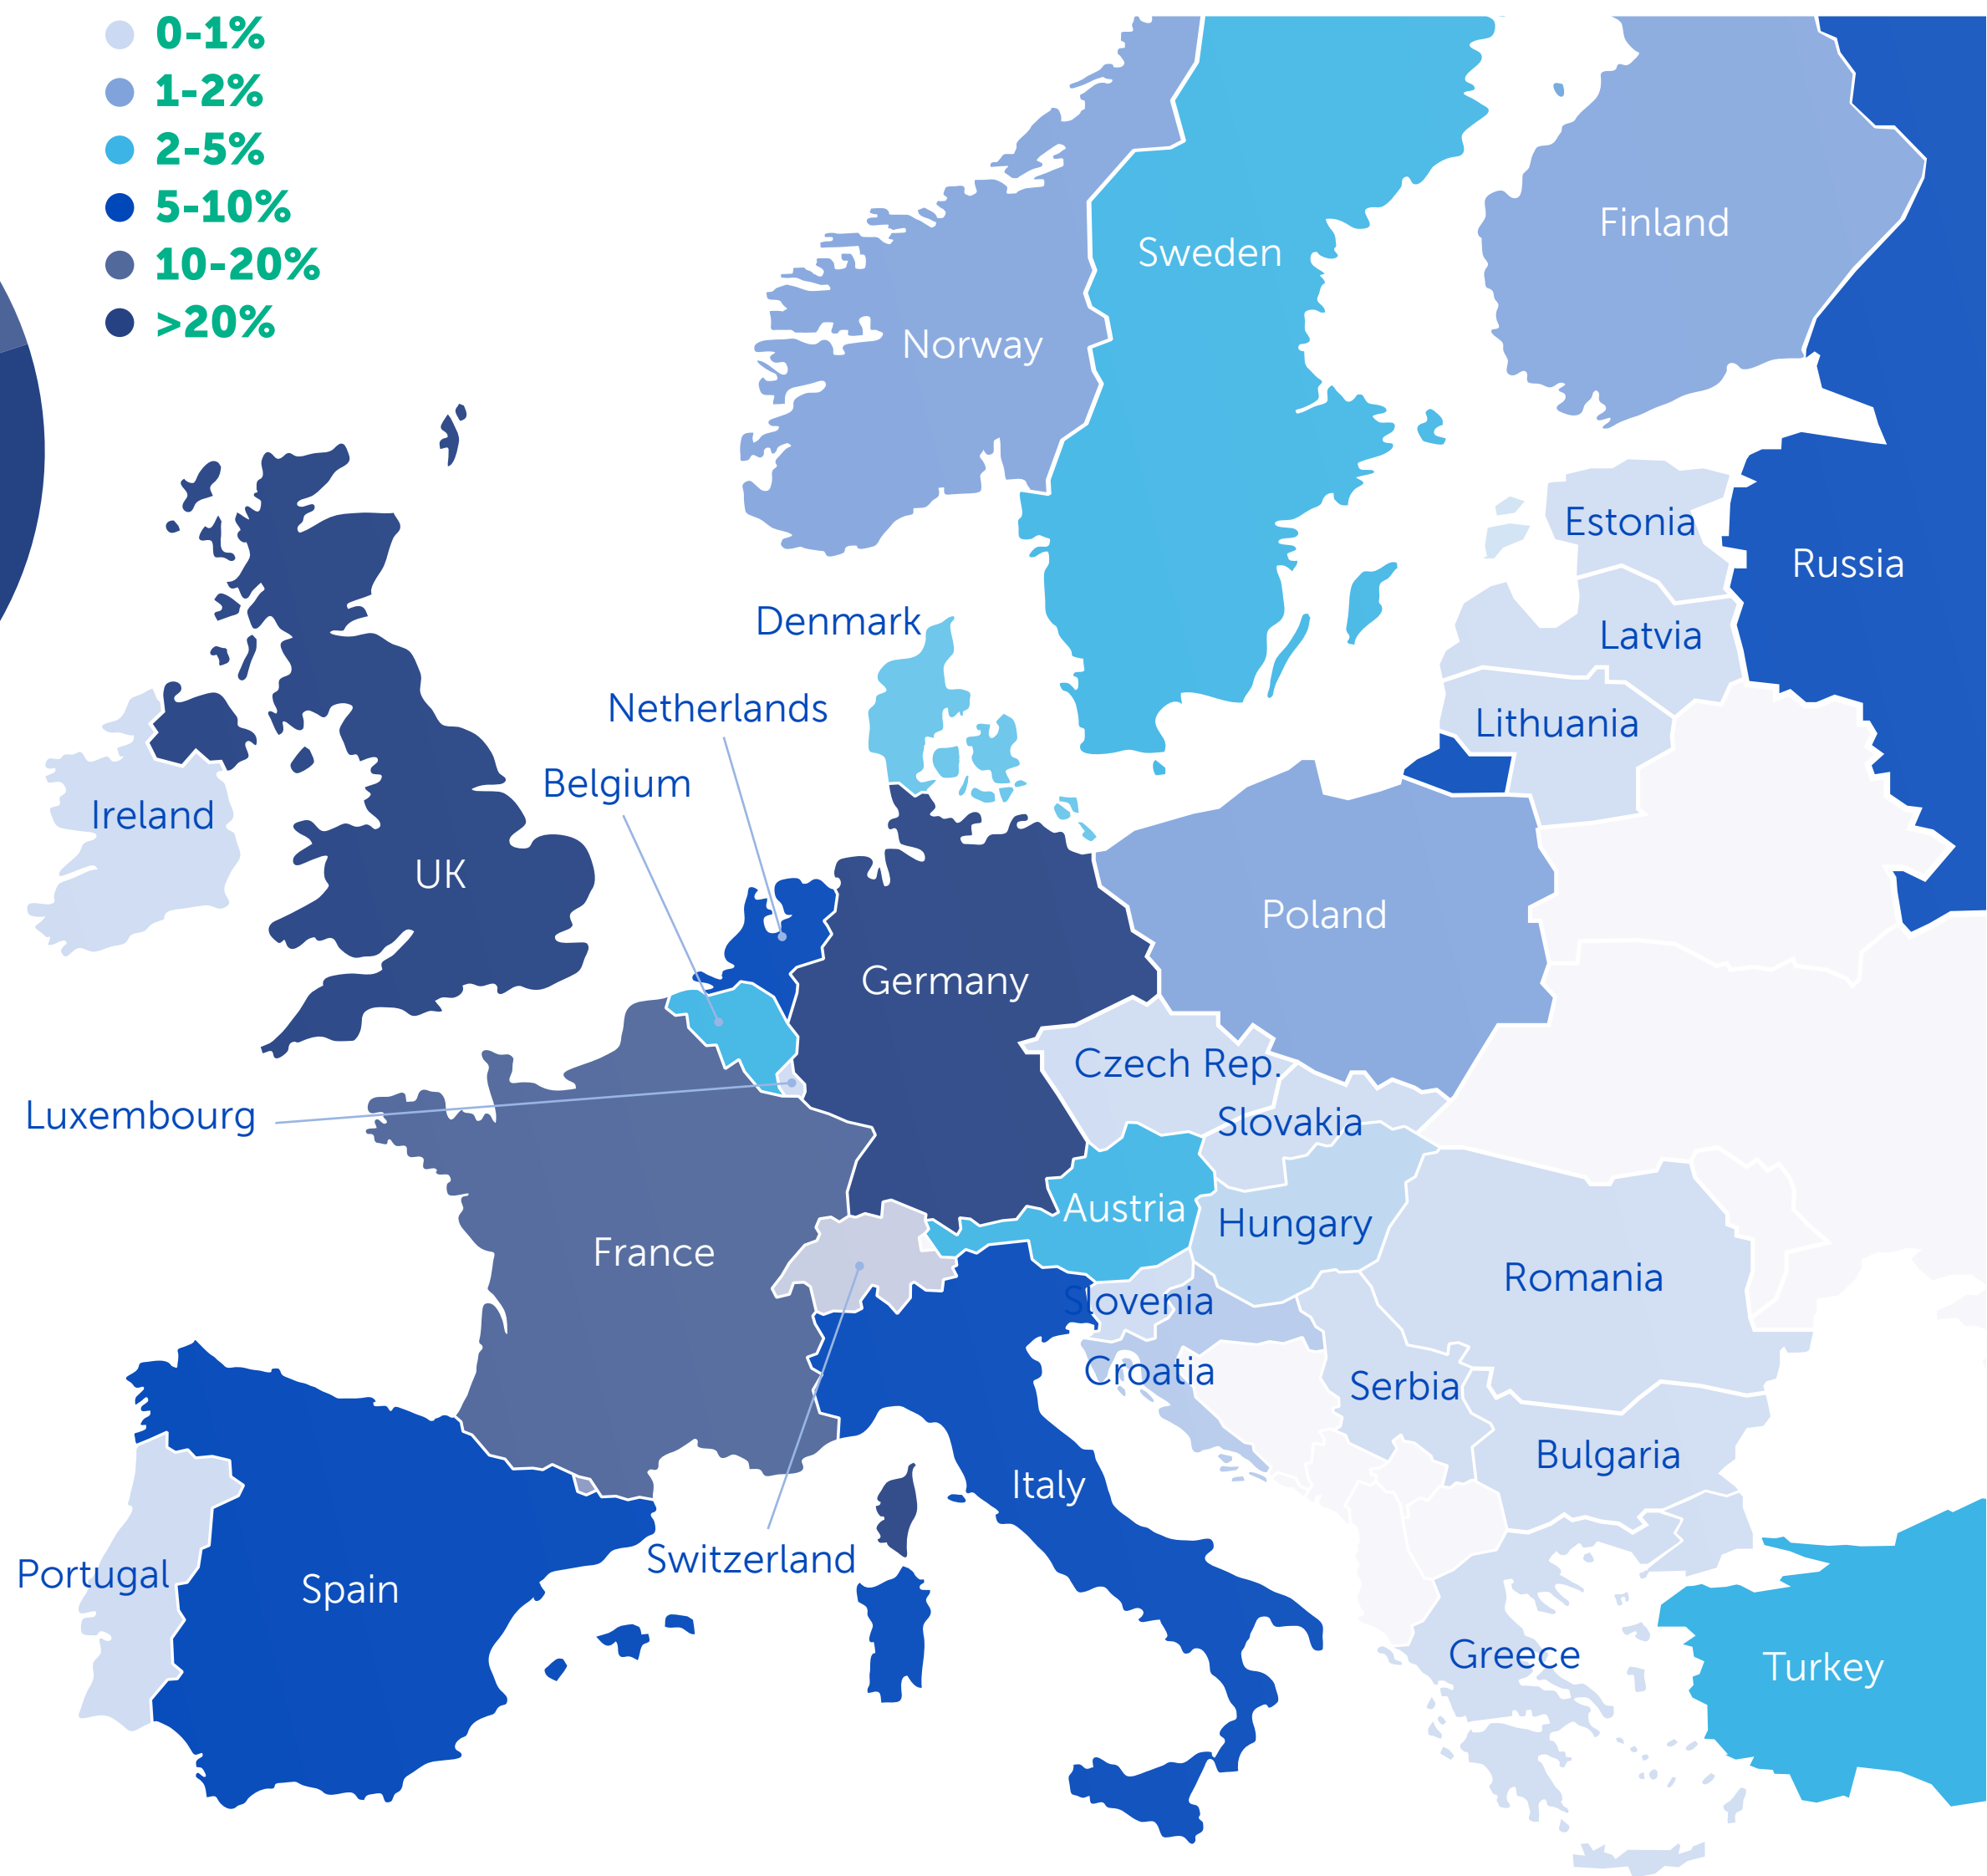 0-1%
1-2%
2-5%
5-10%
10-20%
>20%
Finland
Sweden
Norway
Estonia
Russia
Denmark
Latvia
Netherlands
Lithuania
Belgium
Ireland
UK
Poland
Germany
Czech Rep.
Luxembourg
Slovakia
Austria
Hungary
France
Romania
Slovenia
Croatia
Serbia
Bulgaria
Italy
Switzerland
Portugal
Spain
Greece
Turkey